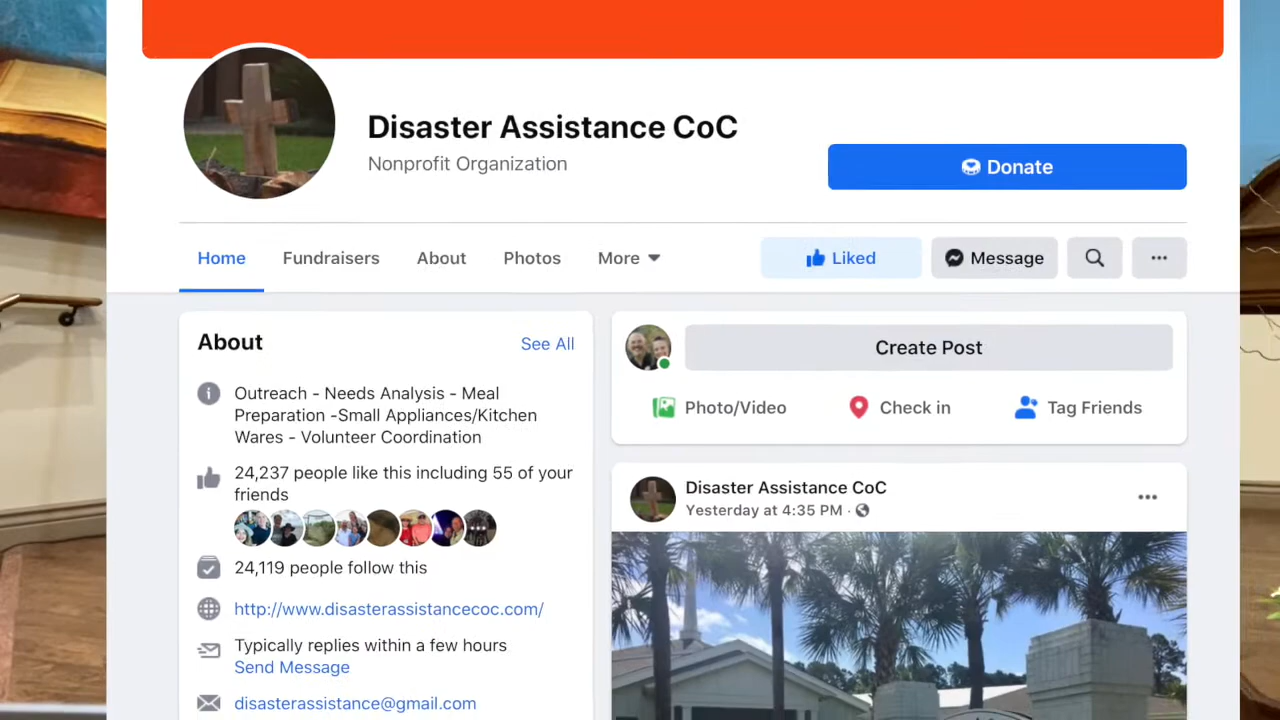 Disaster Assistance CoC
Nonprofit Organization
Donate
Home
Fundraisers
About
Photos
More
Liked
Message
About
See All
Outreach - Needs Analysis - Meal
Preparation -Small Appliances/Kitchen
Wares - Volunteer Coordination
24,237 people like this including 55 of your
friends
24,119 people follow this
http://www.disasterassistancecoc.com/
Typically replies within a few hours
Send Message
disasterassistance@gmail.com
Create Post
Photo/Video
Check in
Tag Friends
Disaster Assistance CoC
Yesterday at 4:35 PM ·